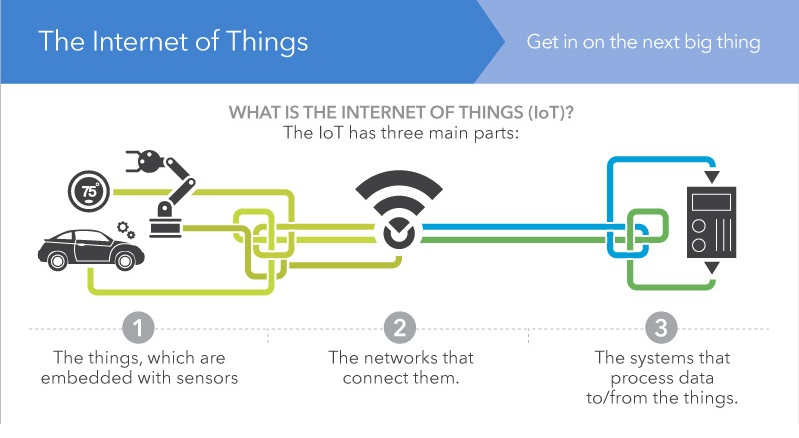 The Internet of Things
Get in on the next big thing
WHAT IS THE INTERNET OF THINGS (IoT)?
The IoT has three main parts:
75°
1
The things, which are
embedded with sensors
2
The networks that
connect them.
3
The systems that
process data
to/from the things.